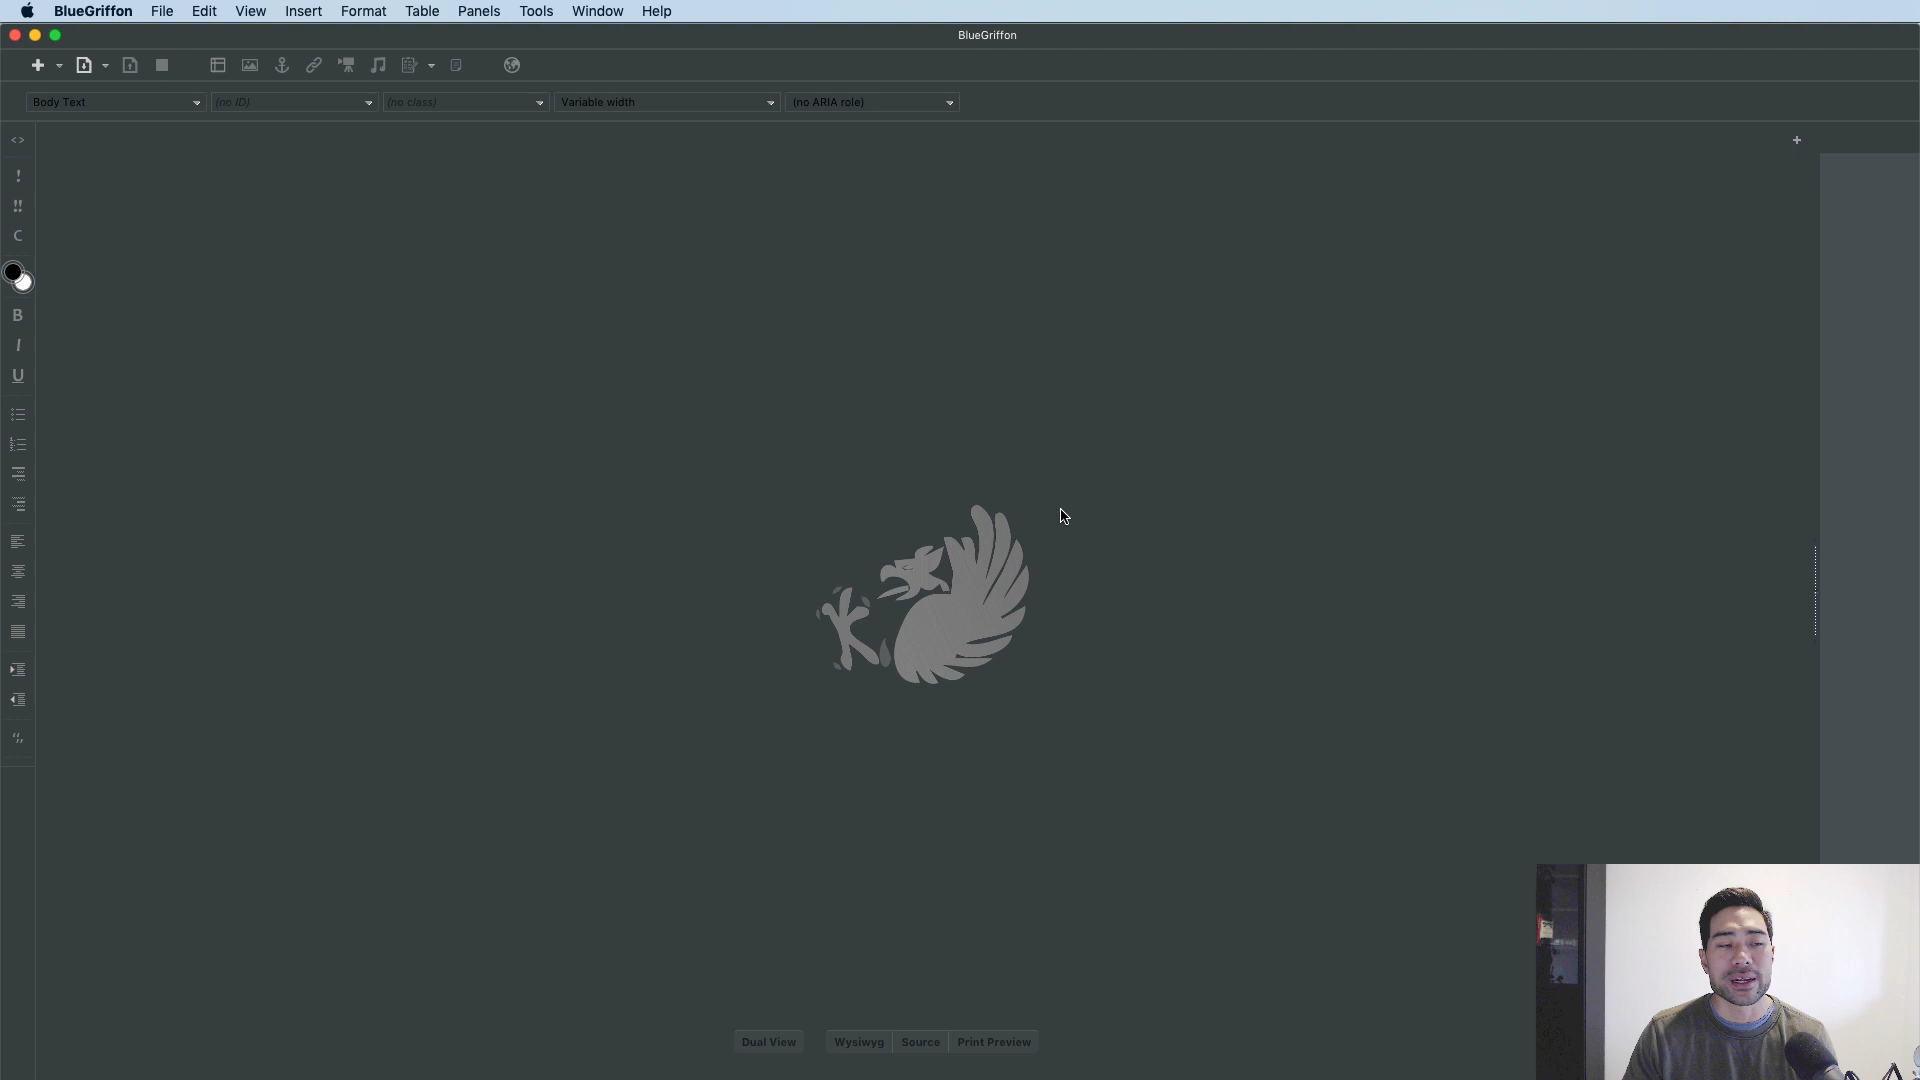 BlueGriffon File Edit View Insert Format Table Panels Tools Window Help
BlueGriffon
Body Text (no ID) (no class) Variable width (no ARIA role)
<>
!
!!
C
B
I
U
Dual View Wysiwyg Source Print Preview